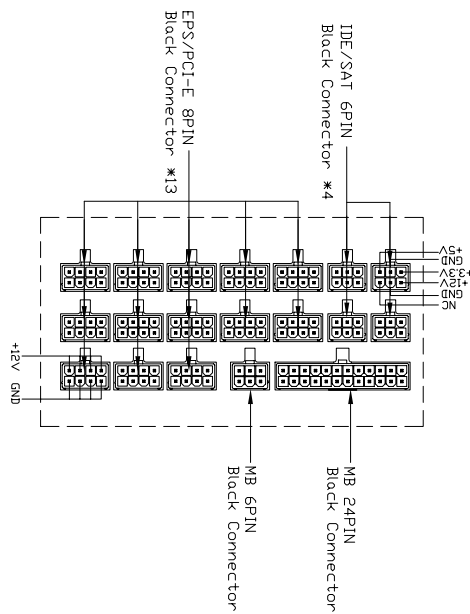 EPS/PCI-E 8PIN
Black Connector *13
IDE/SAT 6PIN
Black Connector *4
+5V
GND
+3.3V
+12V
GND
NC
+12V
GND
MB 6PIN
Black Connector
MB 24PIN
Black Connector